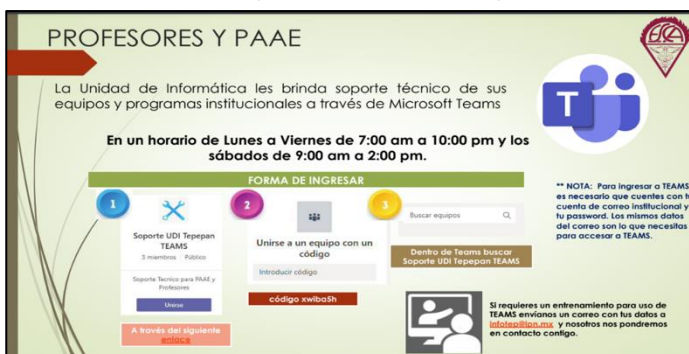 PROFESORES Y PAAE
La Unidad de Informática les brinda soporte técnico de sus
equipos y programas institucionales a través de Microsoft Teams
En un horario de Lunes a Viernes de 7:00 am a 10:00 pm y los
sábados de 9:00 am a 2:00 pm.
FORMA DE INGRESAR
1
Soporte UDI Tepepan
TEAMS
3 miembros Público
Soporte Tecnico para PAAE y
Profesores
Unirse
A través del siguiente
enlace
2
Unirse a un equipo con un
código
Introducir código
código xwiba5h
3
Buscar equipos
Dentro de Teams buscar
Soporte UDI Tepepan TEAMS
T
** NOTA: Para ingresar a TEAMS
es necesario que cuentes con tu
cuenta de correo institucional y
tu password. Los mismos datos
del correo son lo que necesitas
para accesar a TEAMS.
Si requieres un entrenamiento para uso de
TEAMS envíanos un correo con tus datos a
infotep@ipn.mx y nosotros nos pondremos
en contacto contigo.